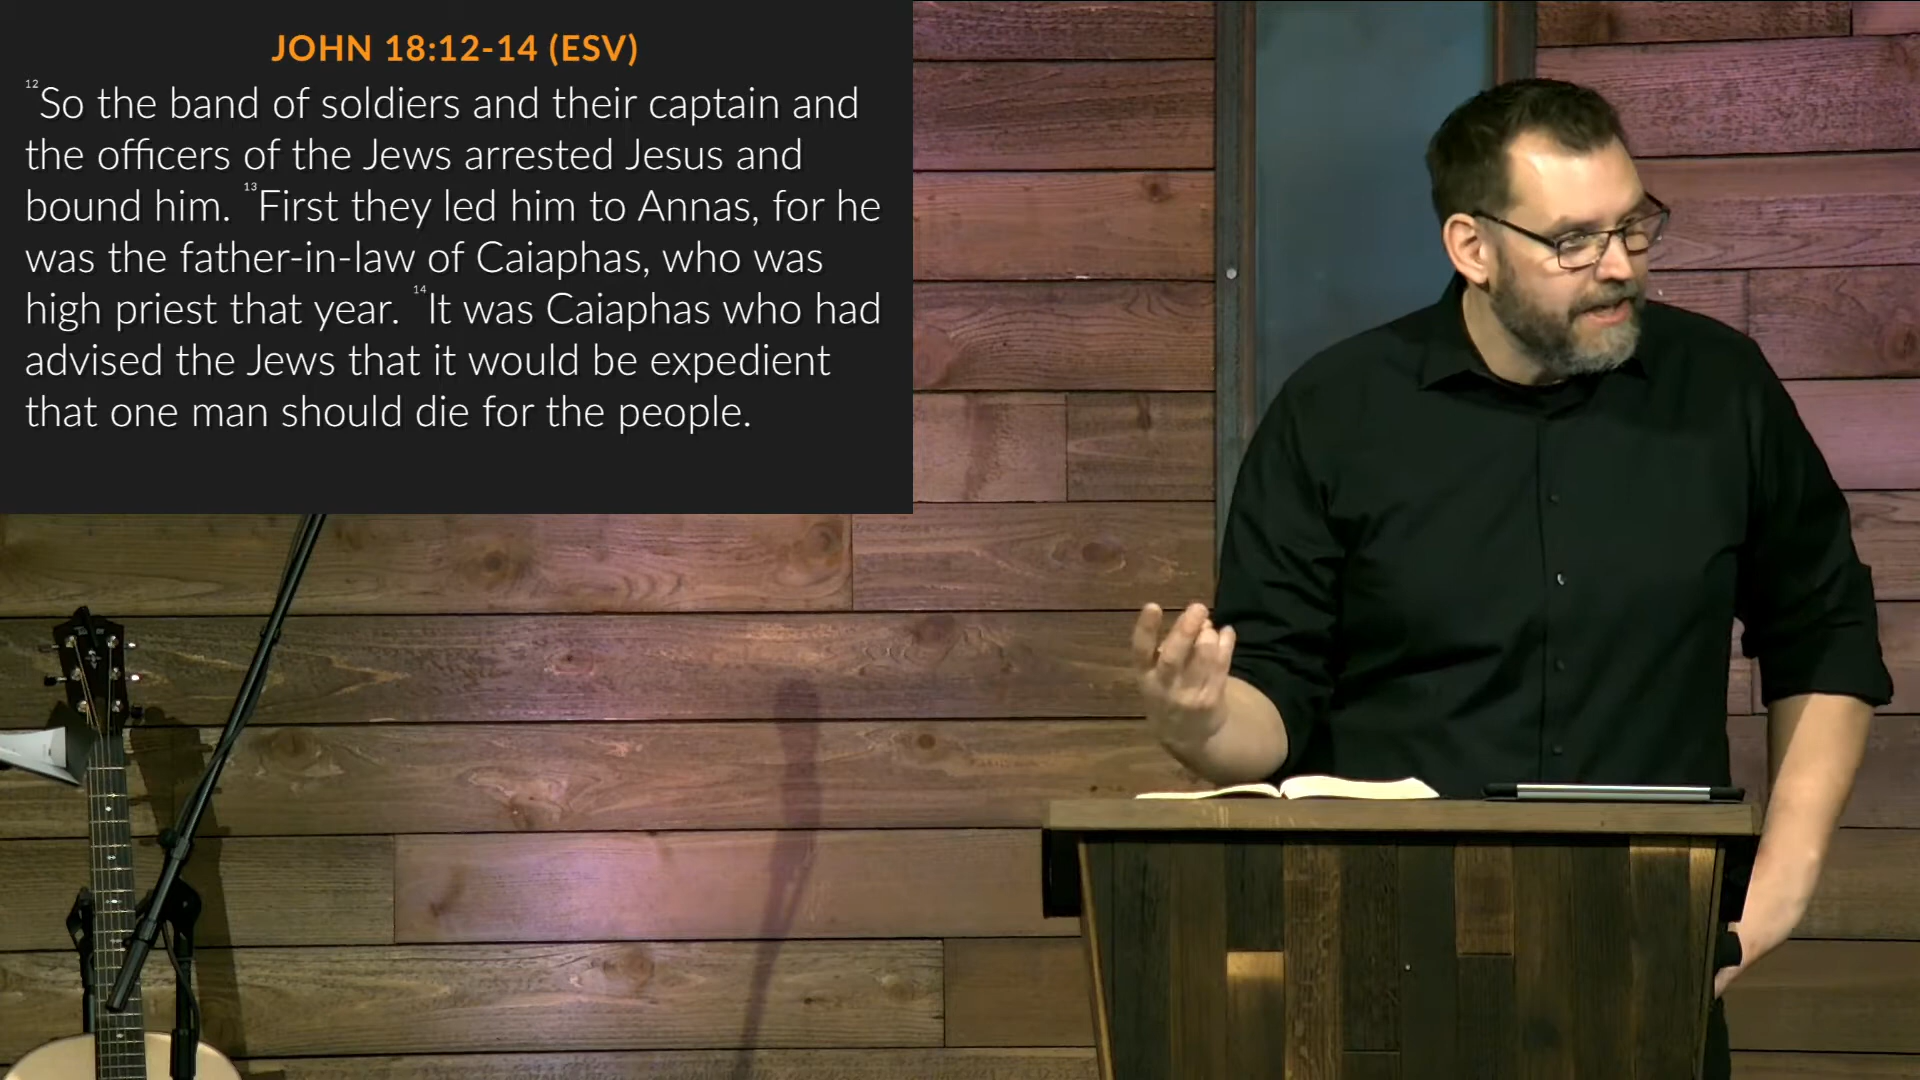 JOHN 18:12-14 (ESV)
12So the band of soldiers and their captain and
the officers of the Jews arrested Jesus and
bound him. 13First they led him to Annas, for he
was the father-in-law of Caiaphas, who was
high priest that year. 14It was Caiaphas who had
advised the Jews that it would be expedient
that one man should die for the people.